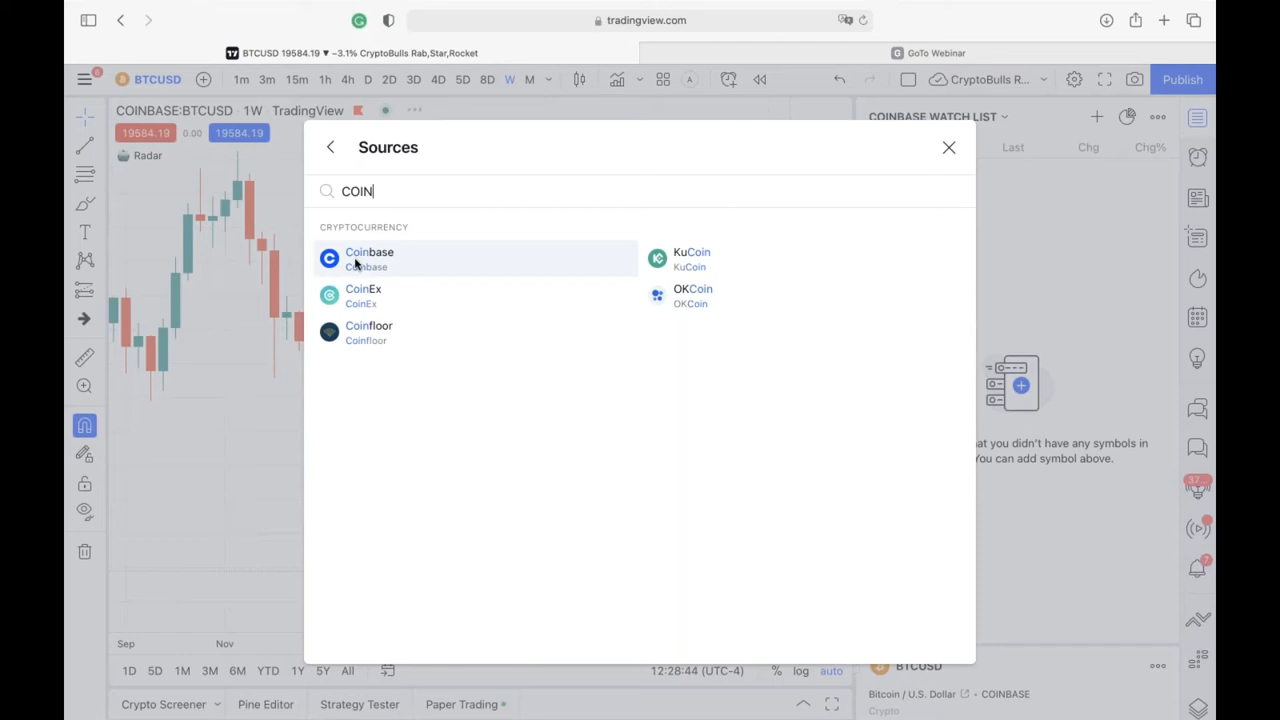 tradingview.com
BTCUSD 19584.19 ▼ −3.1% CryptoBulls Rab,Star,Rocket
GoTo Webinar
BTCUSD
1m 3m 15m 1h 4h D 2D 3D 4D 5D 8D W M
CryptoBulls R...
Publish
COINBASE:BTCUSD · 1W TradingView
COINBASE WATCH LIST
19584.19 0.00 19584.19
Last Chg Chg%
Radar
Sources
COIN
CRYPTOCURRENCY
Coinbase
Coinbase
KuCoin
KuCoin
CoinEx
CoinEx
OKCoin
OKCoin
Coinfloor
Coinfloor
at you didn't have any symbols in
You can add symbol above.
37...
7
Sep Nov
1D 5D 1M 3M 6M YTD 1Y 5Y All
12:28:44 (UTC-4) % log auto
BTCUSD
Bitcoin / U.S. Dollar · COINBASE
Crypto
Crypto Screener Pine Editor Strategy Tester Paper Trading